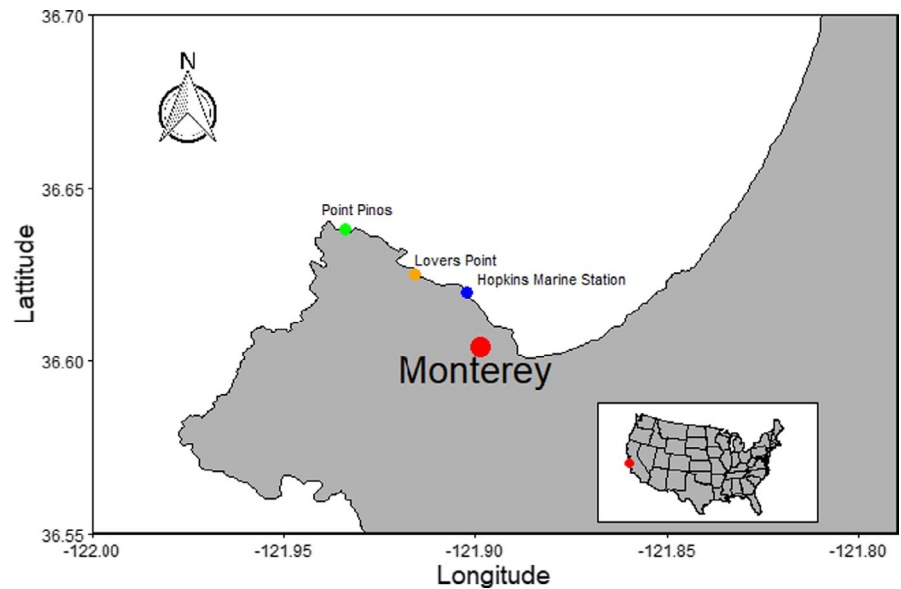 36.70
N
36.65
Point Pinos
Lovers Point
Hopkins Marine Station
Lattitude
36.60
Monterey
36.55
-122.00
-121.95
-121.90
-121.85
-121.80
Longitude